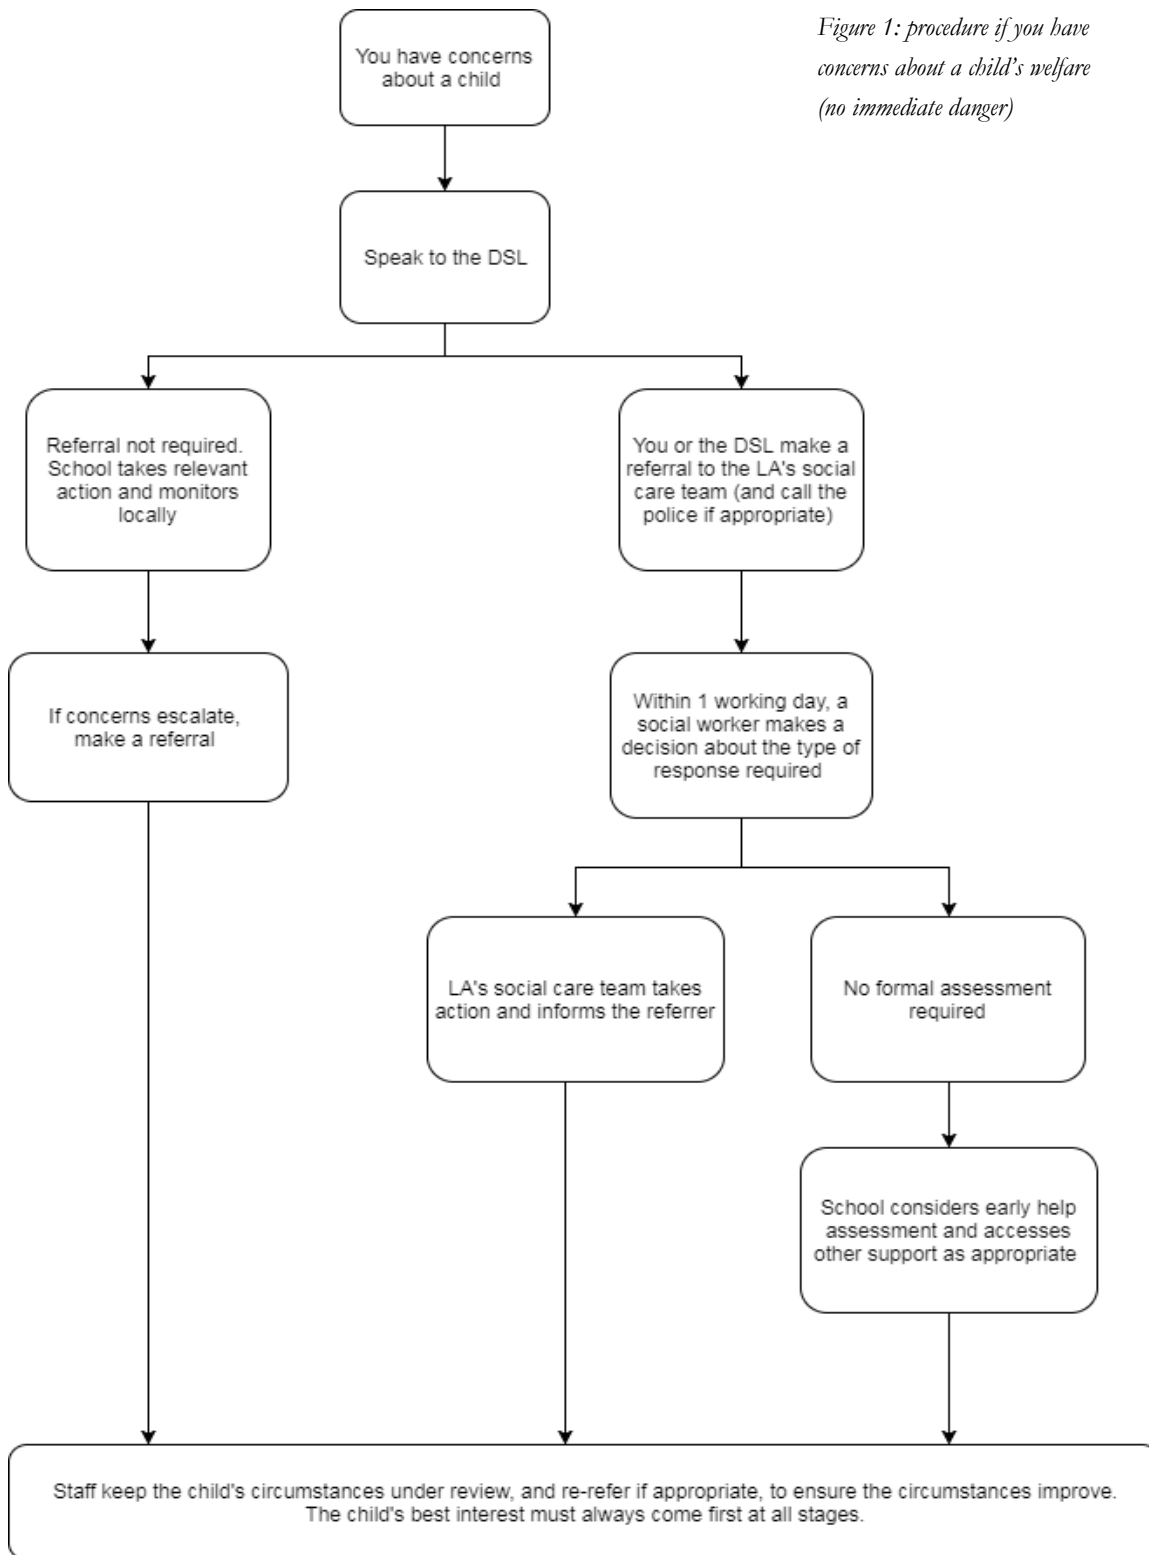 Figure 1: procedure if you have
concerns about a child's welfare
(no immediate danger)
You have concerns
about a child
Speak to the DSL
Referral not required.
School takes relevant
action and monitors
locally
You or the DSL make a
referral to the LA's social
care team (and call the
police if appropriate)
If concerns escalate,
make a referral
Within 1 working day, a
social worker makes a
decision about the type of
response required
LA's social care team takes
action and informs the referrer
No formal assessment
required
School considers early help
assessment and accesses
other support as appropriate
Staff keep the child's circumstances under review, and re-refer if appropriate, to ensure the circumstances improve.
The child's best interest must always come first at all stages.